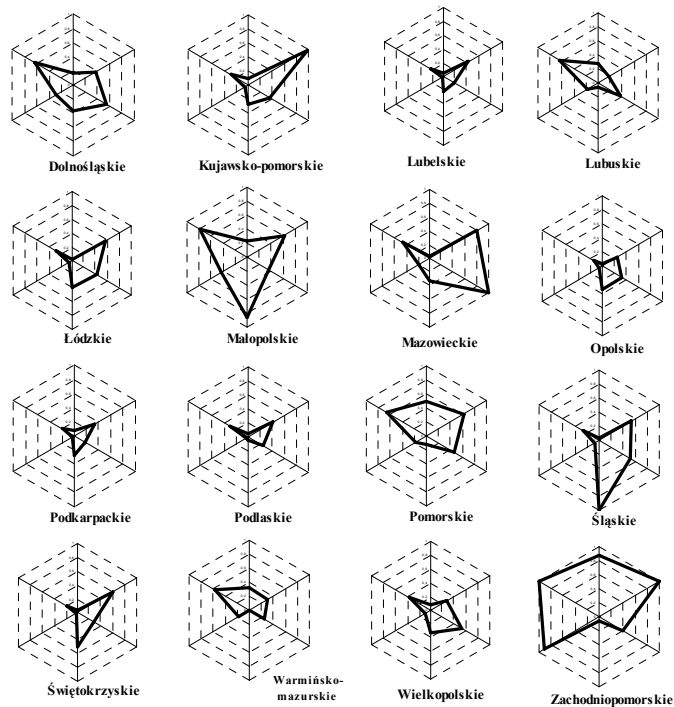 Dolnośląskie
Kujawsko-pomorskie
Lubelskie
Lubuskie
Łódzkie
Małopolskie
Mazowieckie
Opolskie
Podkarpackie
Podlaskie
Pomorskie
Śląskie
Świętokrzyskie
Warmińsko-
mazurskie
Wielkopolskie
Zachodniopomorskie